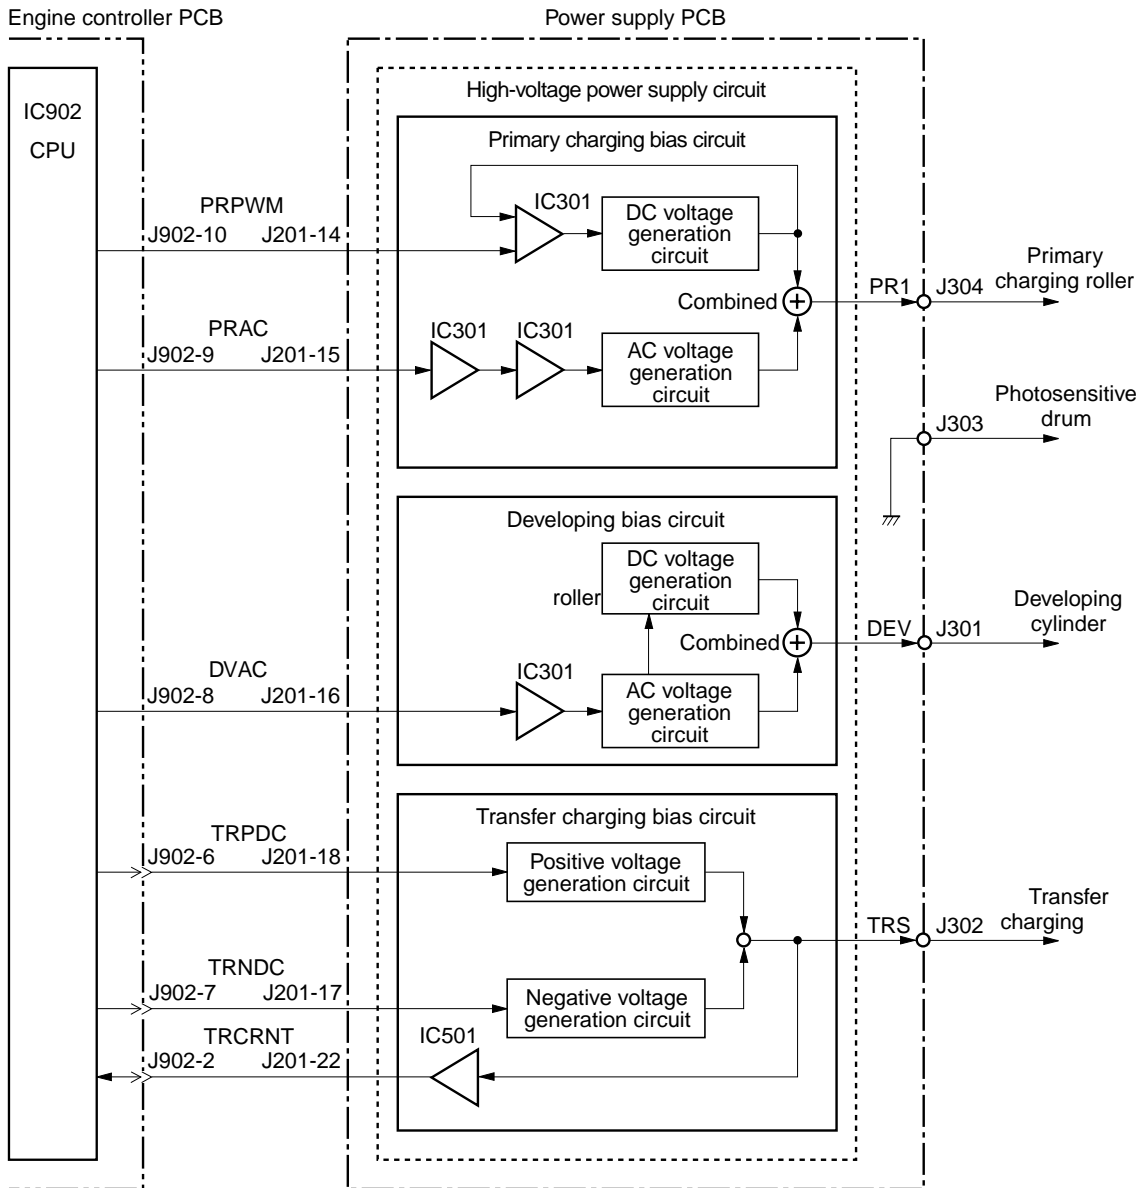 Engine controller PCB
Power supply PCB
High-voltage power supply circuit
IC902
CPU
Primary charging bias circuit
PRPWM
J902-10
J201-14
IC301
DC voltage
generation
circuit
Combined
PR1
J304
Primary
charging roller
PRAC
J902-9
J201-15
IC301
IC301
AC voltage
generation
circuit
Photosensitive
drum
J303
Developing bias circuit
DC voltage
generation
circuit
roller
Combined
DEV
J301
Developing
cylinder
DVAC
J902-8
J201-16
IC301
AC voltage
generation
circuit
Transfer charging bias circuit
TRPDC
J902-6
J201-18
Positive voltage
generation circuit
TRS
J302
Transfer
charging
TRNDC
J902-7
J201-17
Negative voltage
generation circuit
TRCRNT
J902-2
J201-22
IC501